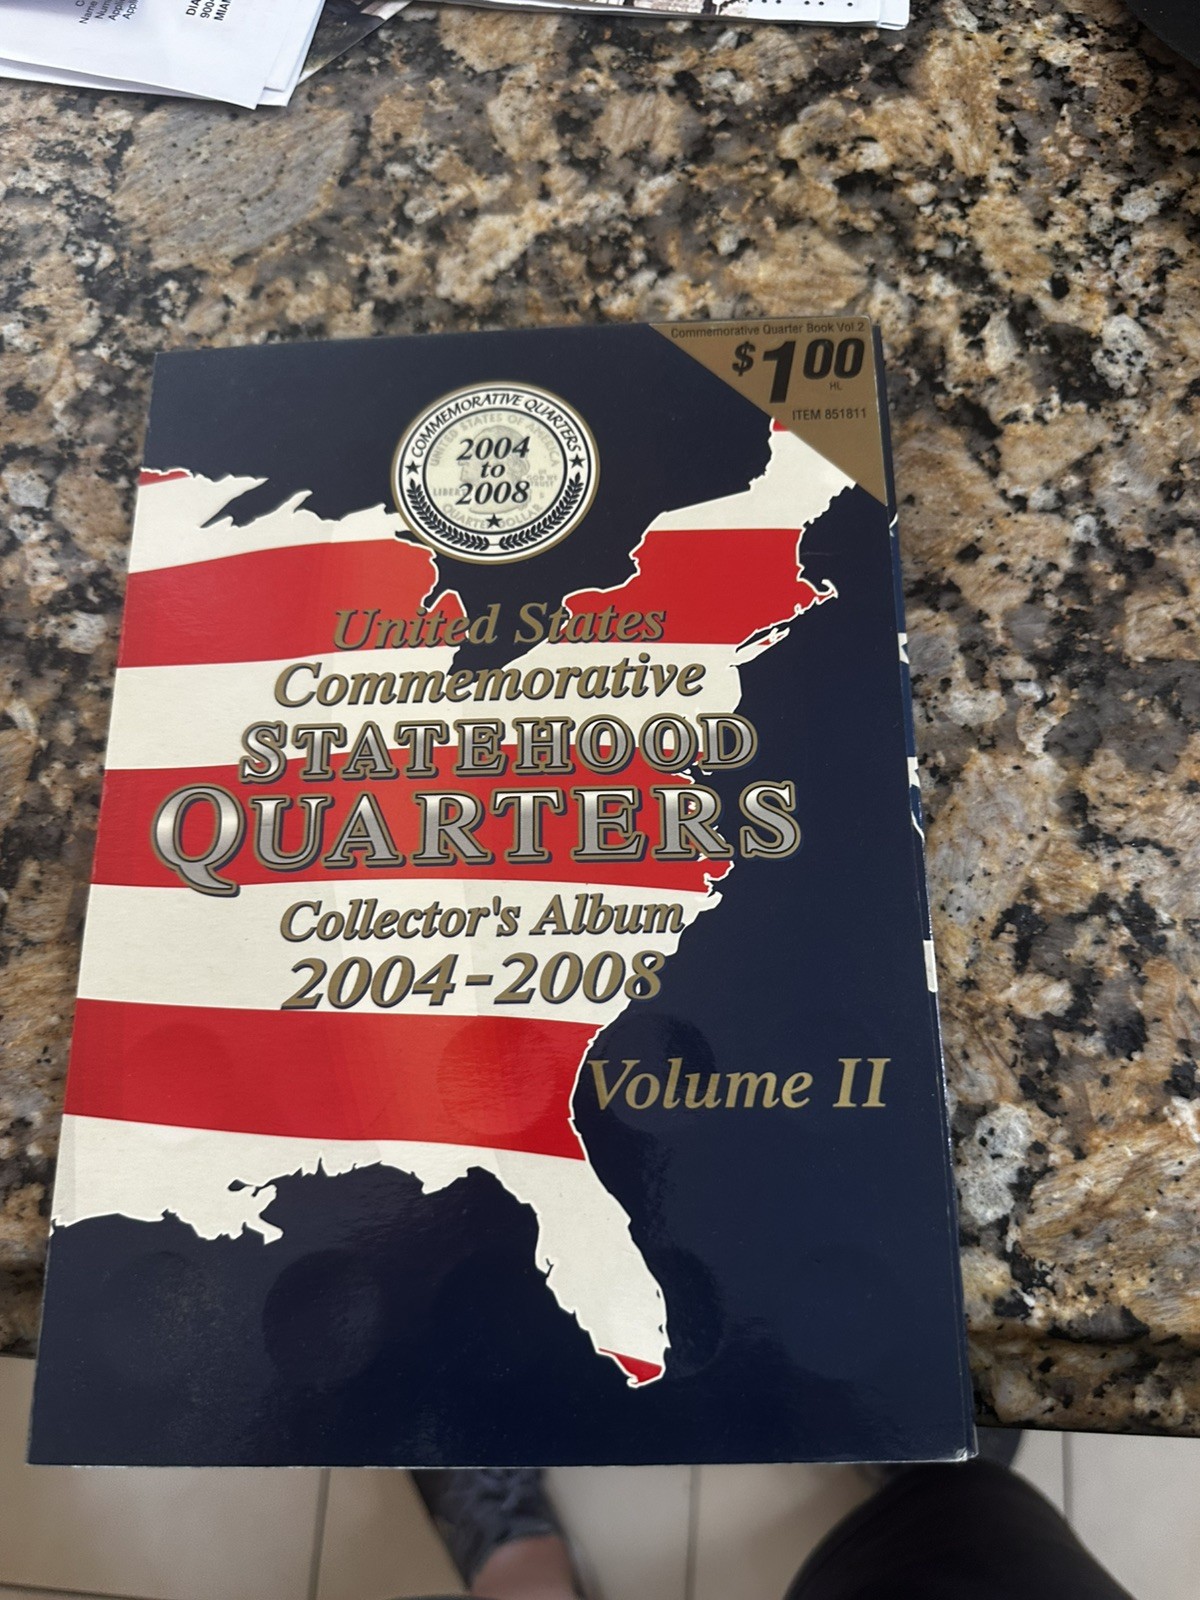 Commemorative Quarter Book Vol.2
$1.00
HL
ITEM 851811
COMMEMORATIVE QUARTERS
UNITED STATES OF AMERICA
2004
to
2008
QUARTER DOLLAR
United States
Commemorative
STATEHOOD
QUARTERS
Collector's Album
2004-2008
Volume II